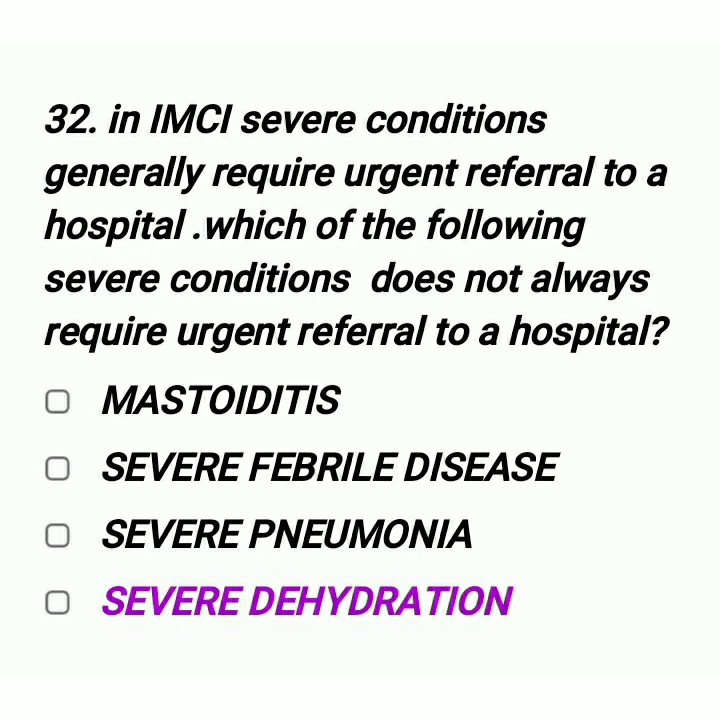 32. in IMCI severe conditions
generally require urgent referral to a
hospital .which of the following
severe conditions does not always
require urgent referral to a hospital?
MASTOIDITIS
SEVERE FEBRILE DISEASE
SEVERE PNEUMONIA
SEVERE DEHYDRATION